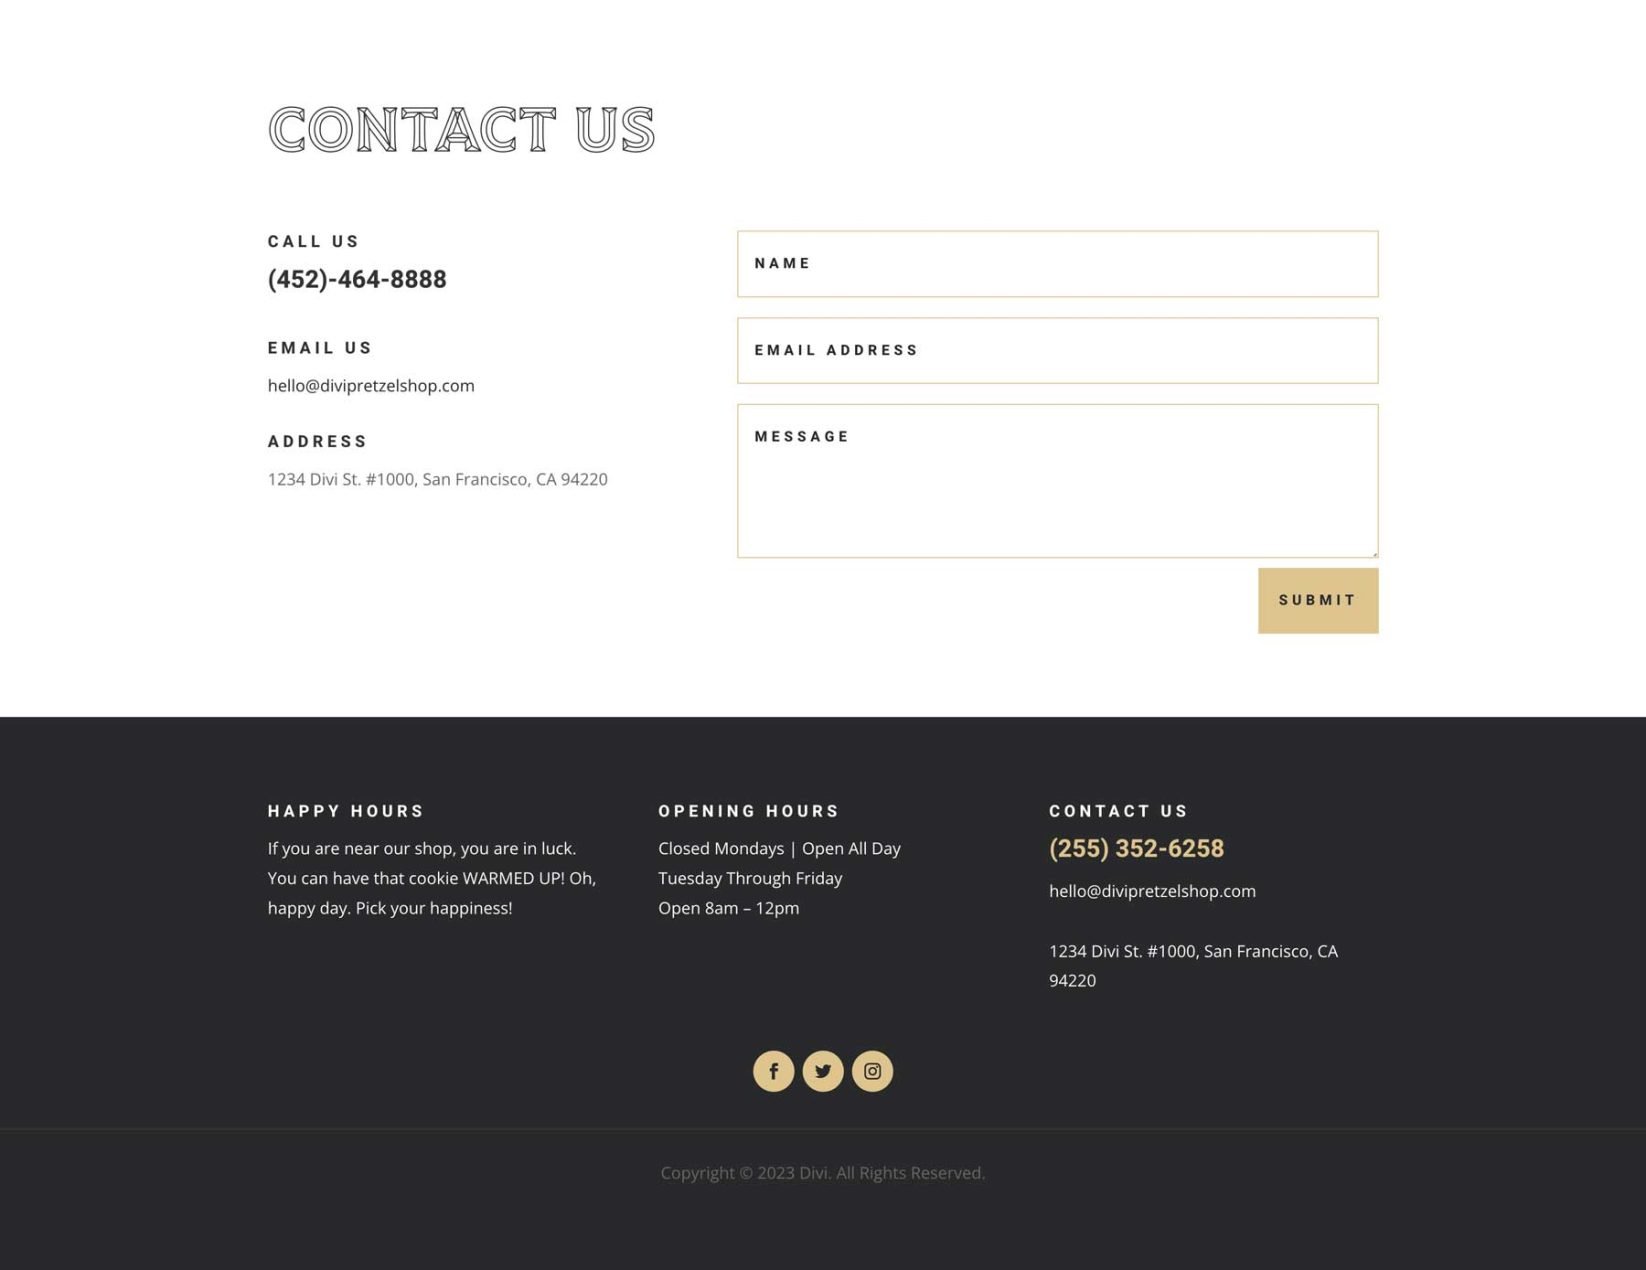 CONTACT US
CALL US
(452)-464-8888
EMAIL US
hello@divipretzelshop.com
ADDRESS
1234 Divi St. #1000, San Francisco, CA 94220
NAME
EMAIL ADDRESS
MESSAGE
SUBMIT
HAPPY HOURS
If you are near our shop, you are in luck.
You can have that cookie WARMED UP! Oh,
happy day. Pick your happiness!
OPENING HOURS
Closed Mondays | Open All Day
Tuesday Through Friday
Open 8am – 12pm
CONTACT US
(255) 352-6258
hello@divipretzelshop.com
1234 Divi St. #1000, San Francisco, CA
94220
Copyright © 2023 Divi. All Rights Reserved.